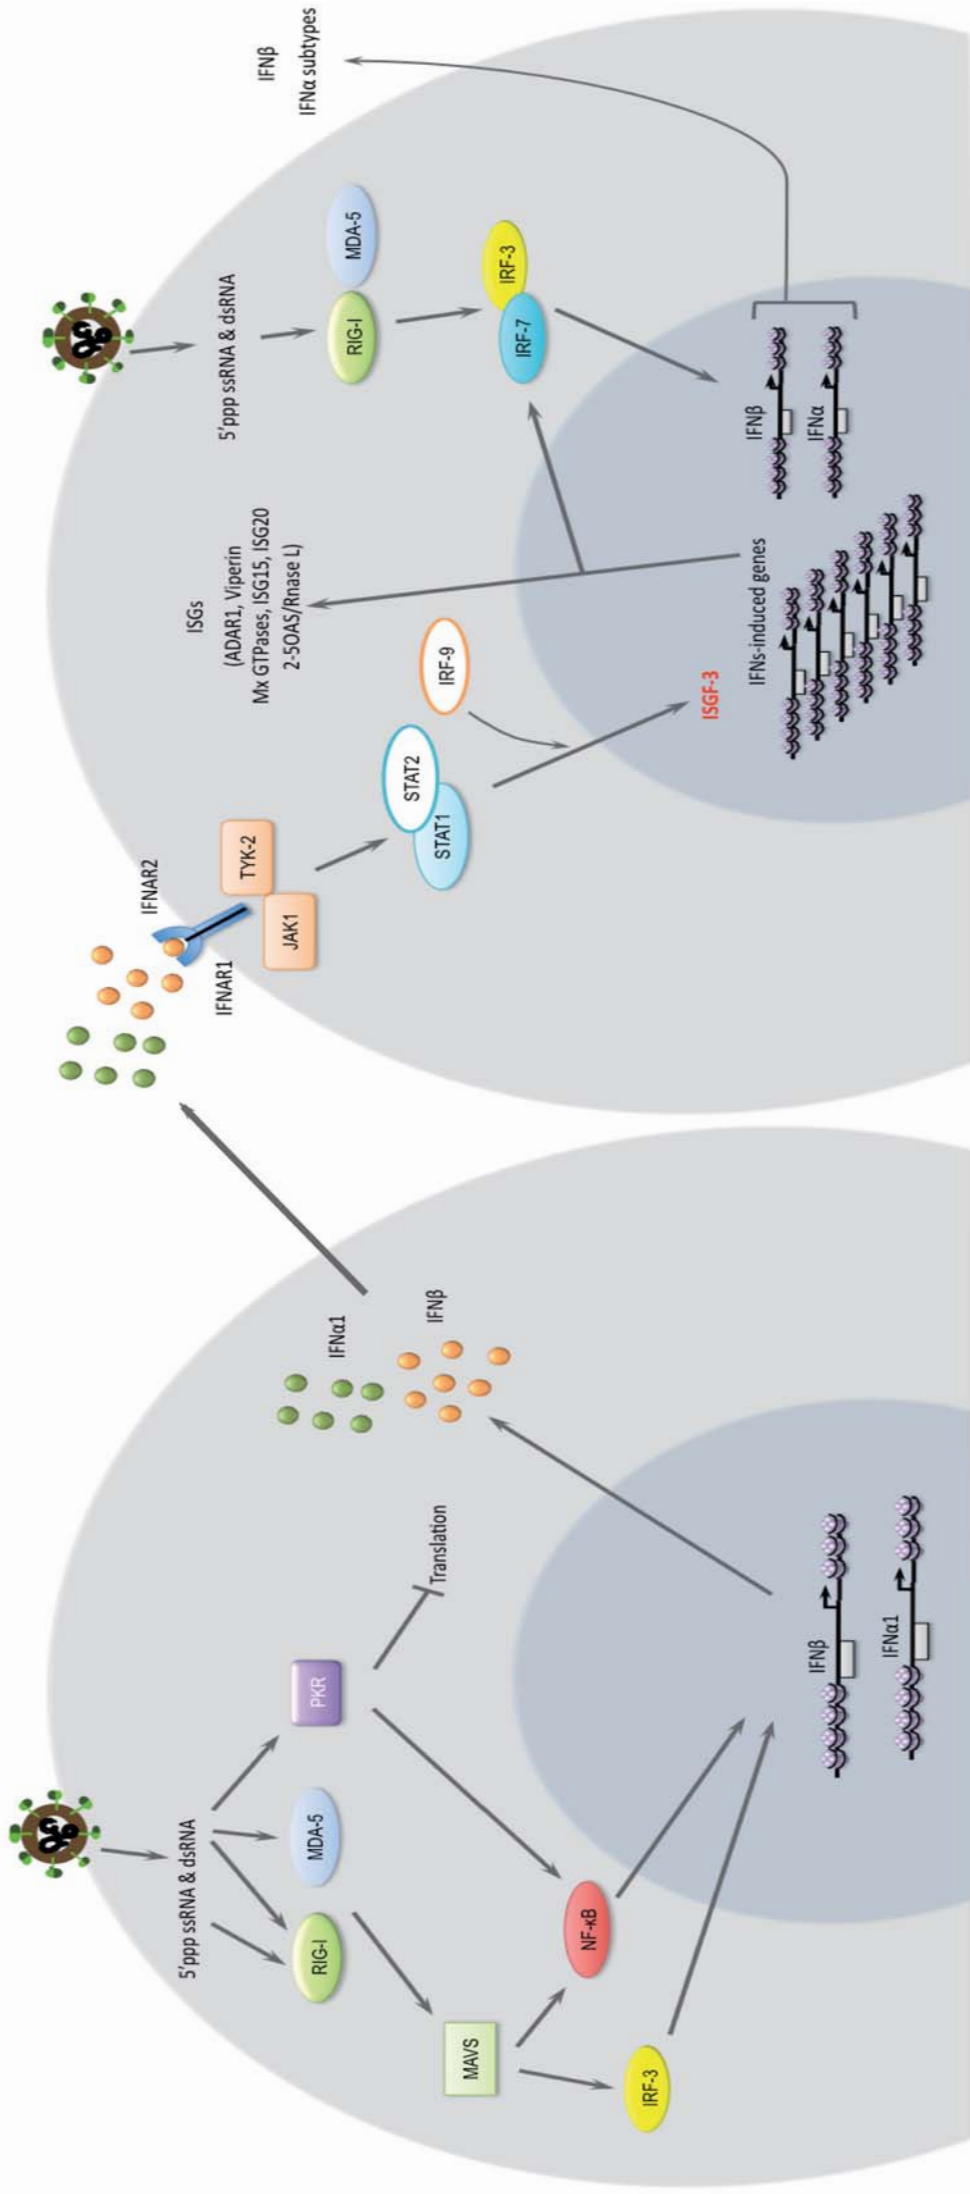 5'ppp ssRNA & dsRNA
RIG-I
MDA-5
PKR
MAVS
Translation
NF-κB
IRF-3
IFNβ
IFNα1
IFNα1
IFNβ
IFNAR1
IFNAR2
JAK1
TYK-2
STAT1
STAT2
IRF-9
ISGF-3
ISGs
(ADAR1, Viperin
Mx GTPases, ISG15, ISG20
2-5OAS/Rnase L)
IFNs-induced genes
5'ppp ssRNA & dsRNA
RIG-I
MDA-5
IRF-7
IRF-3
IFNβ
IFNα
IFNβ
IFNα subtypes